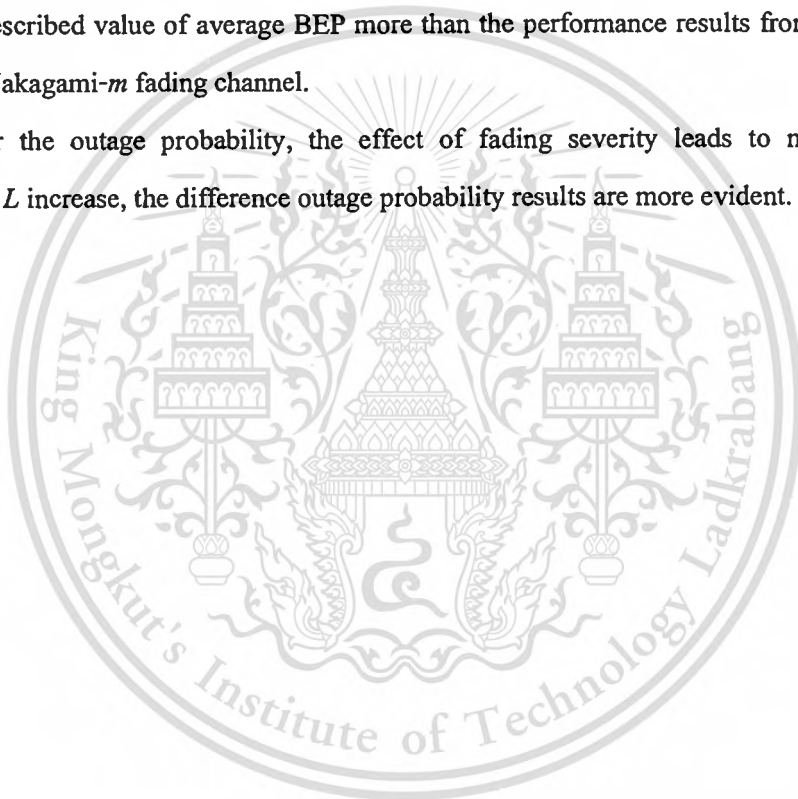 escribed value of average BEP more than the performance results from
Nakagami-m fading channel.
r the outage probability, the effect of fading severity leads to
L increase, the difference outage probability results are more evident.
King Mongkut's Institute of Technology Ladkrabang